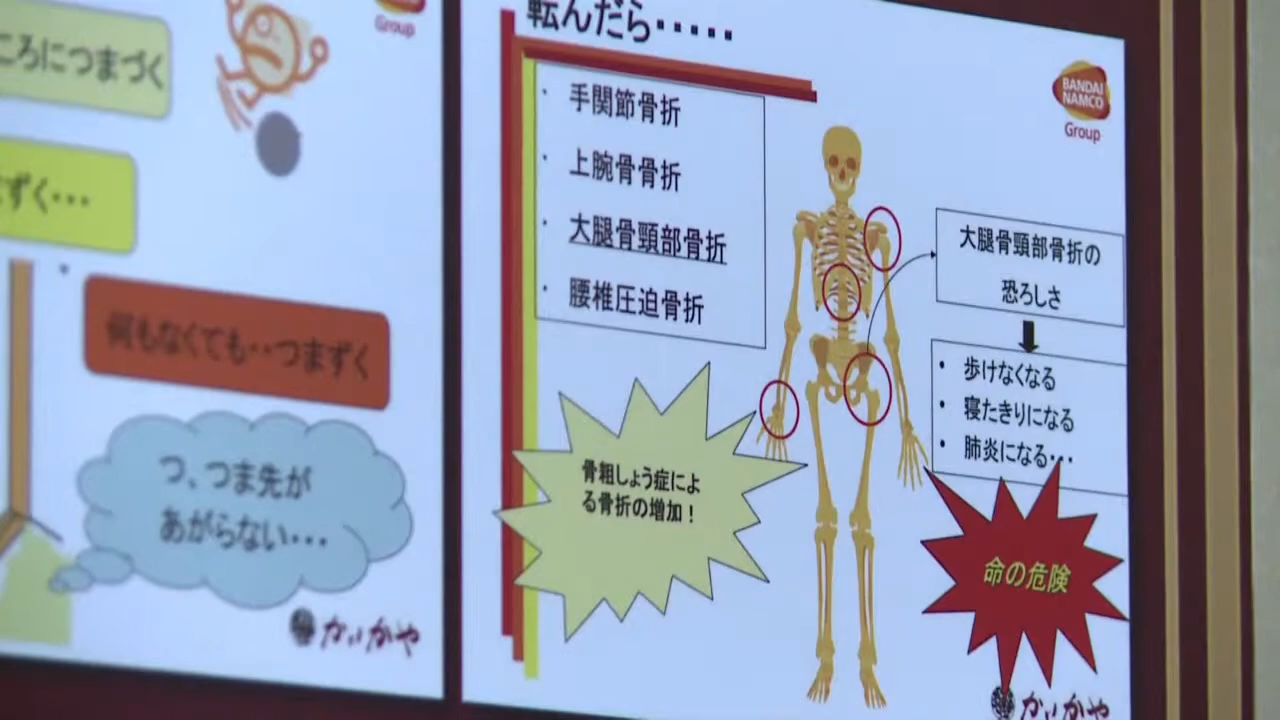 ころにつまづく
ずく・・・
何もなくても・・つまずく
つ、つま先が
あがらない・・・
Group
かいかや
転んだら・・・・・
・手関節骨折
・上腕骨骨折
・大腿骨頸部骨折
・腰椎圧迫骨折
BANDAI
NAMCO
Group
大腿骨頸部骨折の
恐ろしさ
・歩けなくなる
・寝たきりになる
・肺炎になる・・・
骨粗しょう症によ
る骨折の増加！
命の危険
かいかや